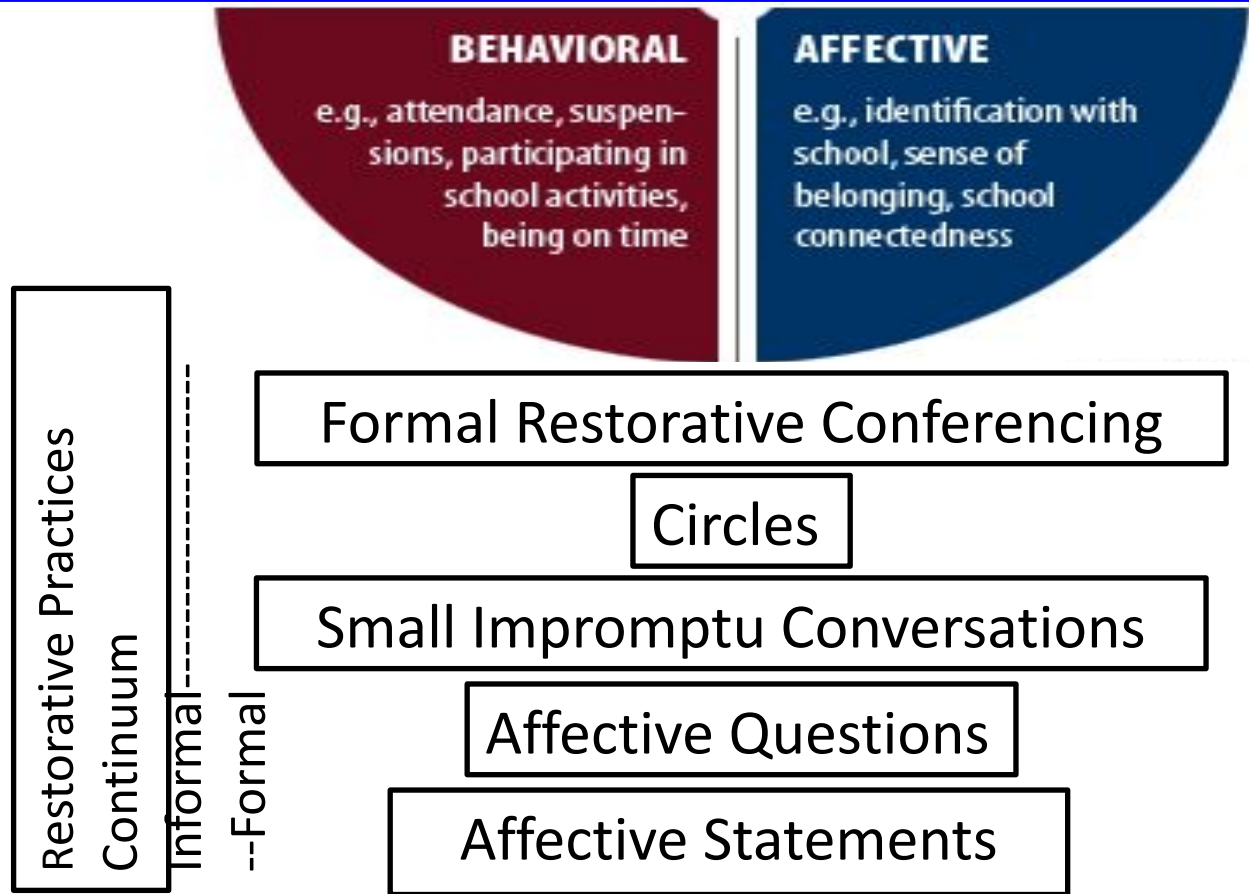 BEHAVIORAL
e.g., attendance, suspen-
sions, participating in
school activities,
being on time
AFFECTIVE
e.g., identification with
school, sense of
belonging, school
connectedness
Restorative Practices
Continuum
Informal--------------------------
--Formal
Formal Restorative Conferencing
Circles
Small Impromptu Conversations
Affective Questions
Affective Statements